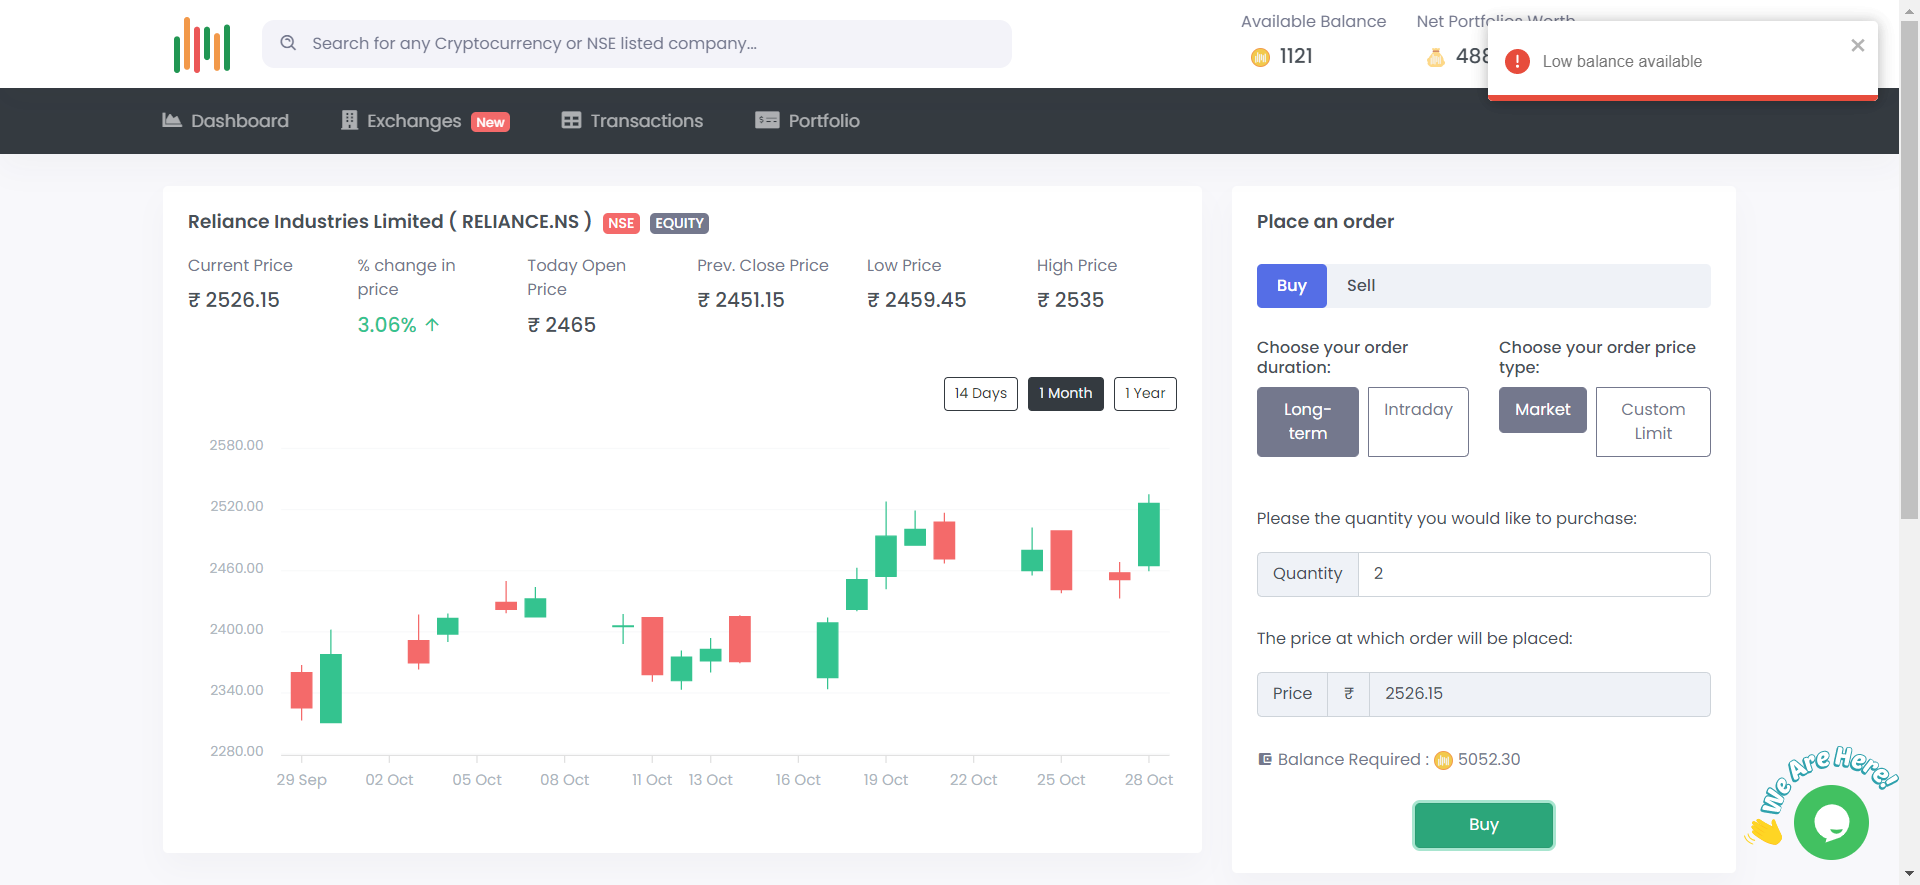 Search for any Cryptocurrency or NSE listed company...
Available Balance
1121
Net Portfolios Worth
488
Low balance available
Dashboard
Exchanges New
Transactions
Portfolio
Reliance Industries Limited ( RELIANCE.NS ) NSE EQUITY
Current Price
₹ 2526.15
% change in
price
3.06%
Today Open
Price
₹ 2465
Prev. Close Price
₹ 2451.15
Low Price
₹ 2459.45
High Price
₹ 2535
14 Days
1 Month
1 Year
2580.00
2520.00
2460.00
2400.00
2340.00
2280.00
29 Sep 02 Oct 05 Oct 08 Oct 11 Oct 13 Oct 16 Oct 19 Oct 22 Oct 25 Oct 28 Oct
Place an order
Buy
Sell
Choose your order
duration:
Long-
term
Intraday
Choose your order price
type:
Market
Custom
Limit
Please the quantity you would like to purchase:
Quantity 2
The price at which order will be placed:
Price ₹ 2526.15
Balance Required : 5052.30
Buy
We Are Here!